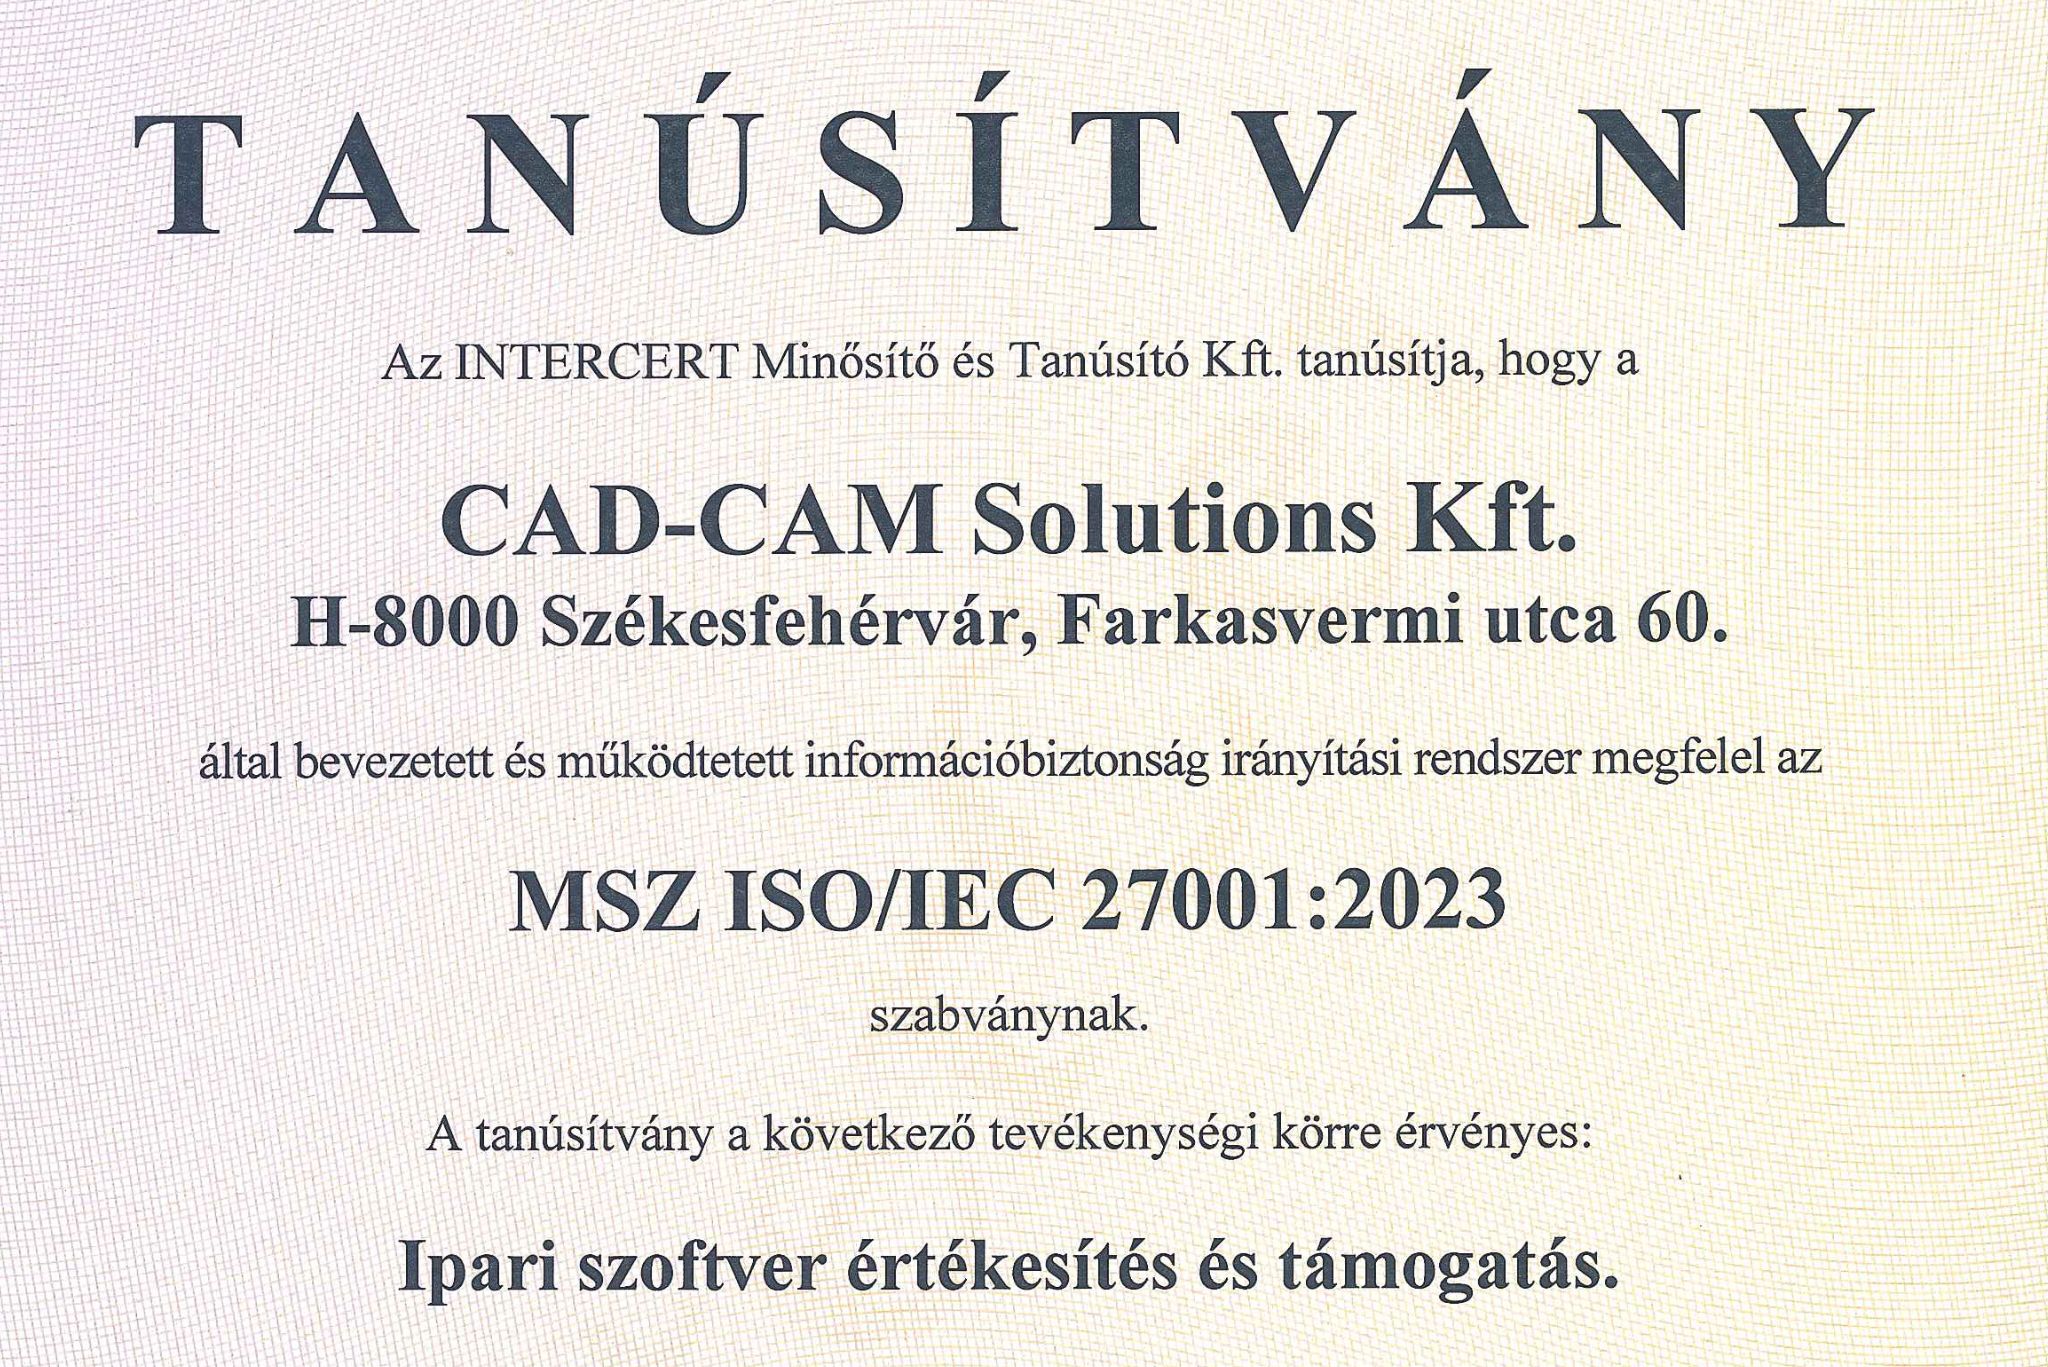 TANÚSÍTVÁNY
Az INTERCERT Minősítő és Tanúsító Kft. tanúsítja, hogy a
CAD-CAM Solutions Kft.
H-8000 Székesfehérvár, Farkasvermi utca 60.
által bevezetett és működtetett információbiztonság irányítási rendszer megfelel az
MSZ ISO/IEC 27001:2023
szabványnak.
A tanúsítvány a következő tevékenységi körre érvényes:
Ipari szoftver értékesítés és támogatás.